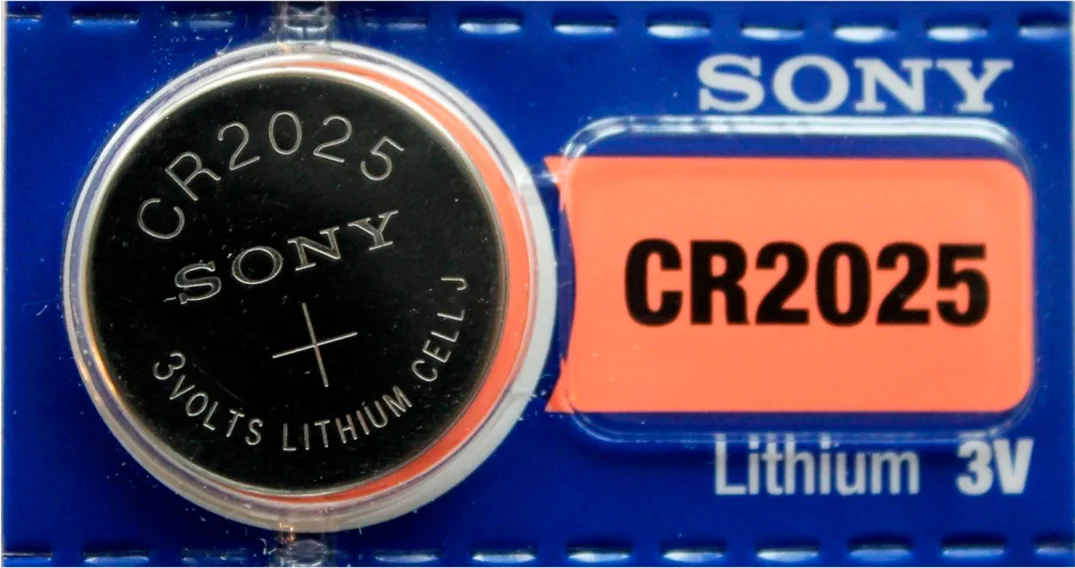 CR2025
SONY
+
3VOLTS LITHIUM CELL J
SONY
CR2025
Lithium 3V